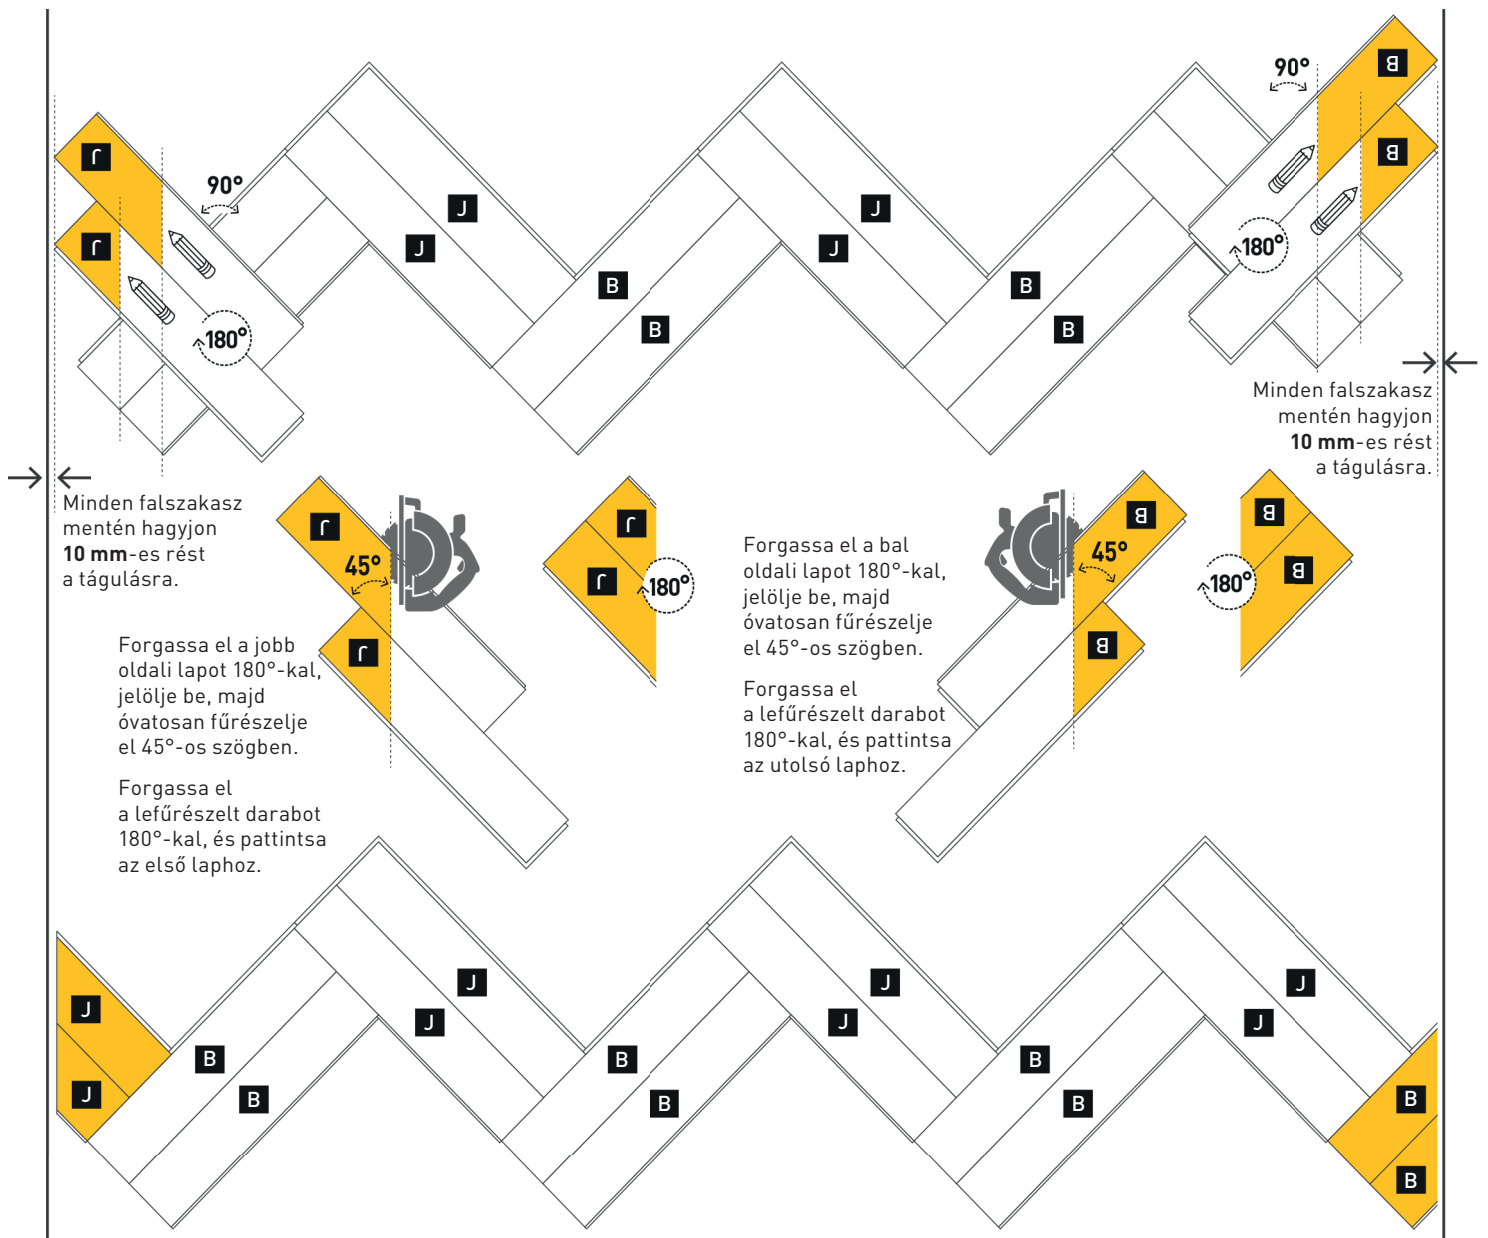 90°
B
90°
B
J
J
J
J
J
J
180°
180°
B
B
B
B
Minden falszakasz
mentén hagyjon
10 mm-es rést
a tágulásra.
Minden falszakasz
mentén hagyjon
10 mm-es rést
a tágulásra.
J
45°
J
J
J
180°
Forgassa el a jobb
oldali lapot 180°-kal,
jelölje be, majd
óvatosan fűrészelje
el 45°-os szögben.
Forgassa el
a lefűrészelt darabot
180°-kal, és pattintsa
az első laphoz.
Forgassa el a bal
oldali lapot 180°-kal,
jelölje be, majd
óvatosan fűrészelje
el 45°-os szögben.
Forgassa el
a lefűrészelt darabot
180°-kal, és pattintsa
az utolsó laphoz.
B
45°
B
B
B
180°
J
J
B
B
J
J
B
B
J
J
B
B
J
J
B
B